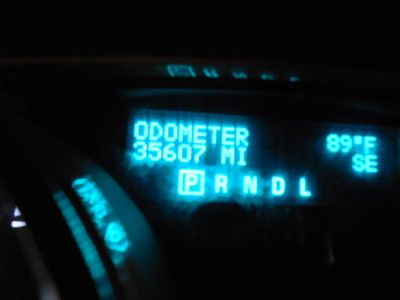 ODOMETER 89°F
35607 MI SE
P R N D L